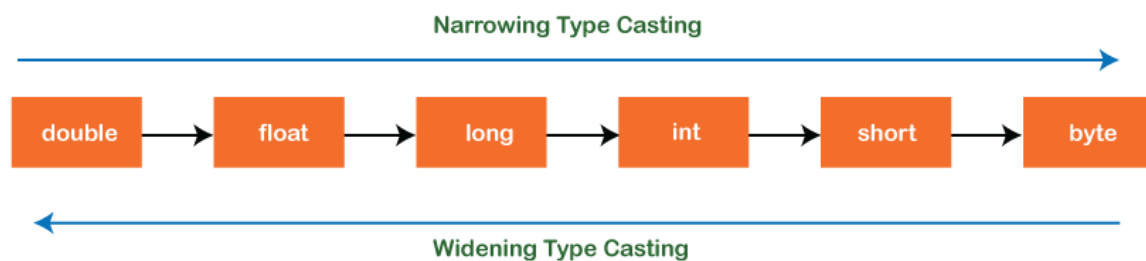 Narrowing Type Casting
double float long int short byte
Widening Type Casting